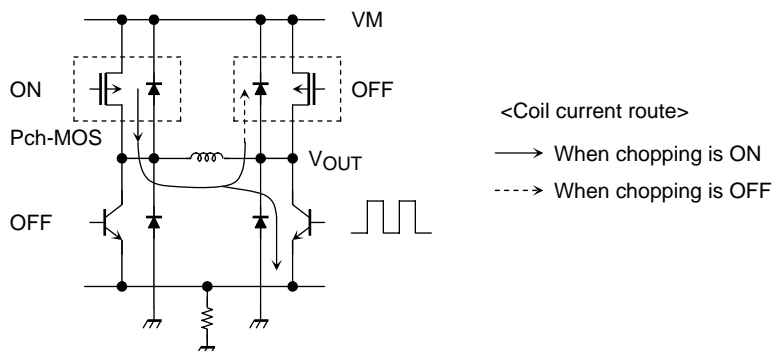 VM
ON
OFF
Pch-MOS
VOUT
OFF
<Coil current route>
When chopping is ON
When chopping is OFF